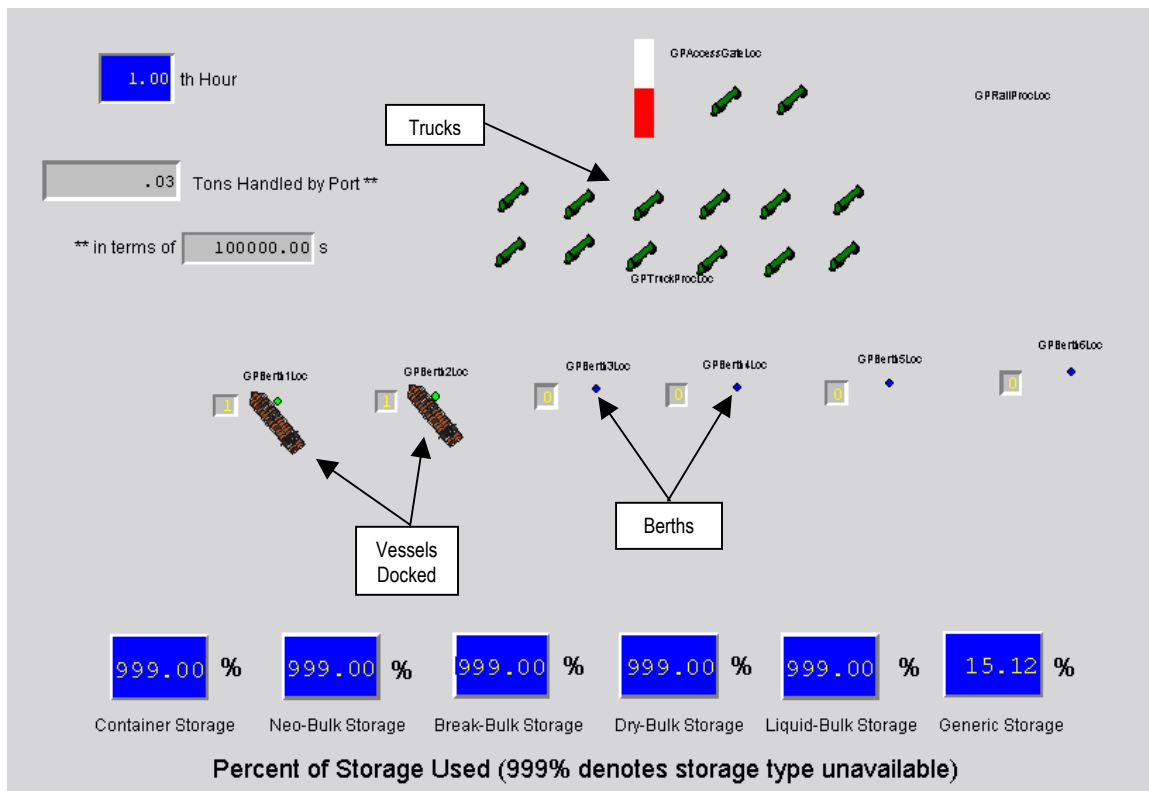 1.00 th Hour
GPAccessGateLoc
GPRailProcLoc
Trucks
.03 Tons Handled by Port **
** in terms of 100000.00 s
GPTruckProcLoc
GPBerth1Loc
GPBerth2Loc
GPBerth3Loc
GPBerth4Loc
GPBerth5Loc
GPBerth6Loc
1
1
0
0
0
0
Vessels
Docked
Berths
999.00 %
999.00 %
999.00 %
999.00 %
999.00 %
15.12 %
Container Storage
Neo-Bulk Storage
Break-Bulk Storage
Dry-Bulk Storage
Liquid-Bulk Storage
Generic Storage
Percent of Storage Used (999% denotes storage type unavailable)